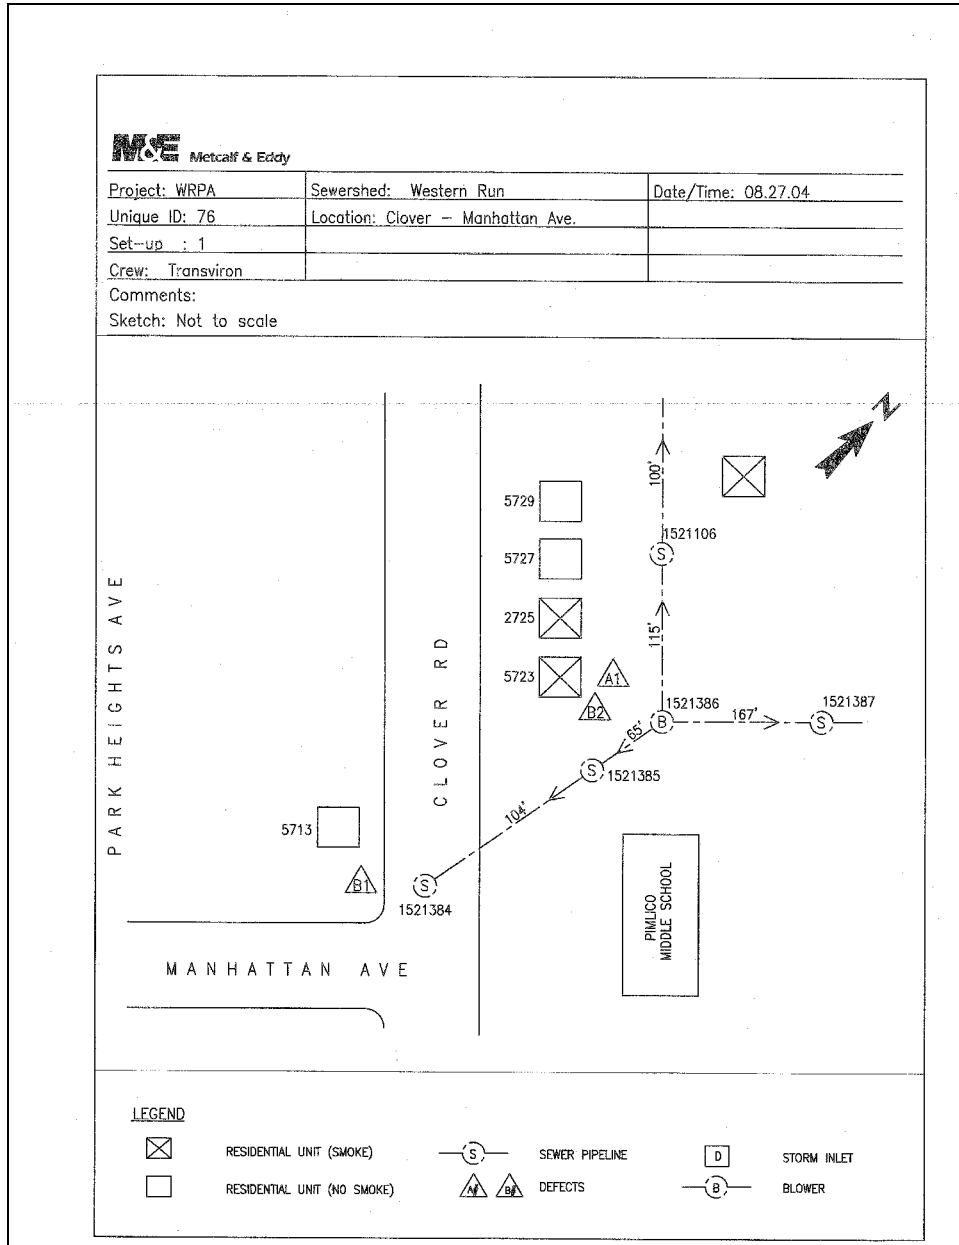 M&E Metcalf & Eddy
Project: WRPA
Sewershed: Western Run
Date/Time: 08.27.04
Unique ID: 76
Location: Clover - Manhattan Ave.
Set-up : 1
Crew: Transviron
Comments:
Sketch: Not to scale
N
100'
5729
1521106
5727
PARK HEIGHTS AVE
2725
S
115'
CLOVER RD
5723
A1
B2
1521386
1521387
B
167'
S
65'
S
1521385
104'
5713
B1
S
1521384
PIMLICO
MIDDLE SCHOOL
MANHATTAN AVE
LEGEND
RESIDENTIAL UNIT (SMOKE)
S
SEWER PIPELINE
D
STORM INLET
RESIDENTIAL UNIT (NO SMOKE)
A#
B#
DEFECTS
B
BLOWER